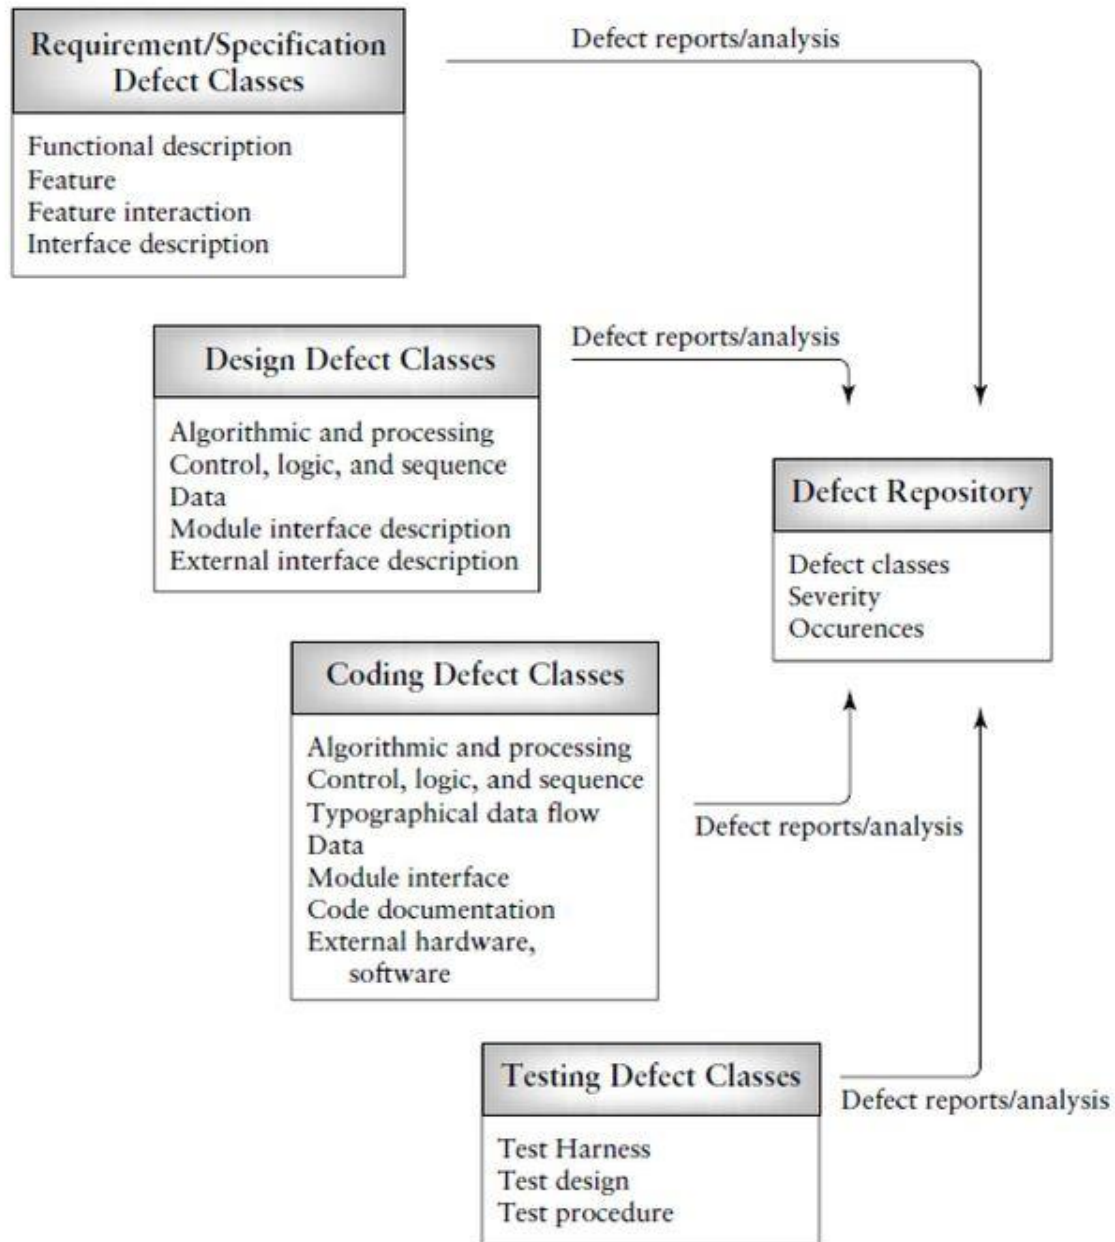 Requirement/Specification
Defect Classes
Functional description
Feature
Feature interaction
Interface description
Defect reports/analysis
Design Defect Classes
Algorithmic and processing
Control, logic, and sequence
Data
Module interface description
External interface description
Defect reports/analysis
Defect Repository
Defect classes
Severity
Occurences
Coding Defect Classes
Algorithmic and processing
Control, logic, and sequence
Typographical data flow
Data
Module interface
Code documentation
External hardware,
software
Defect reports/analysis
Testing Defect Classes
Test Harness
Test design
Test procedure
Defect reports/analysis